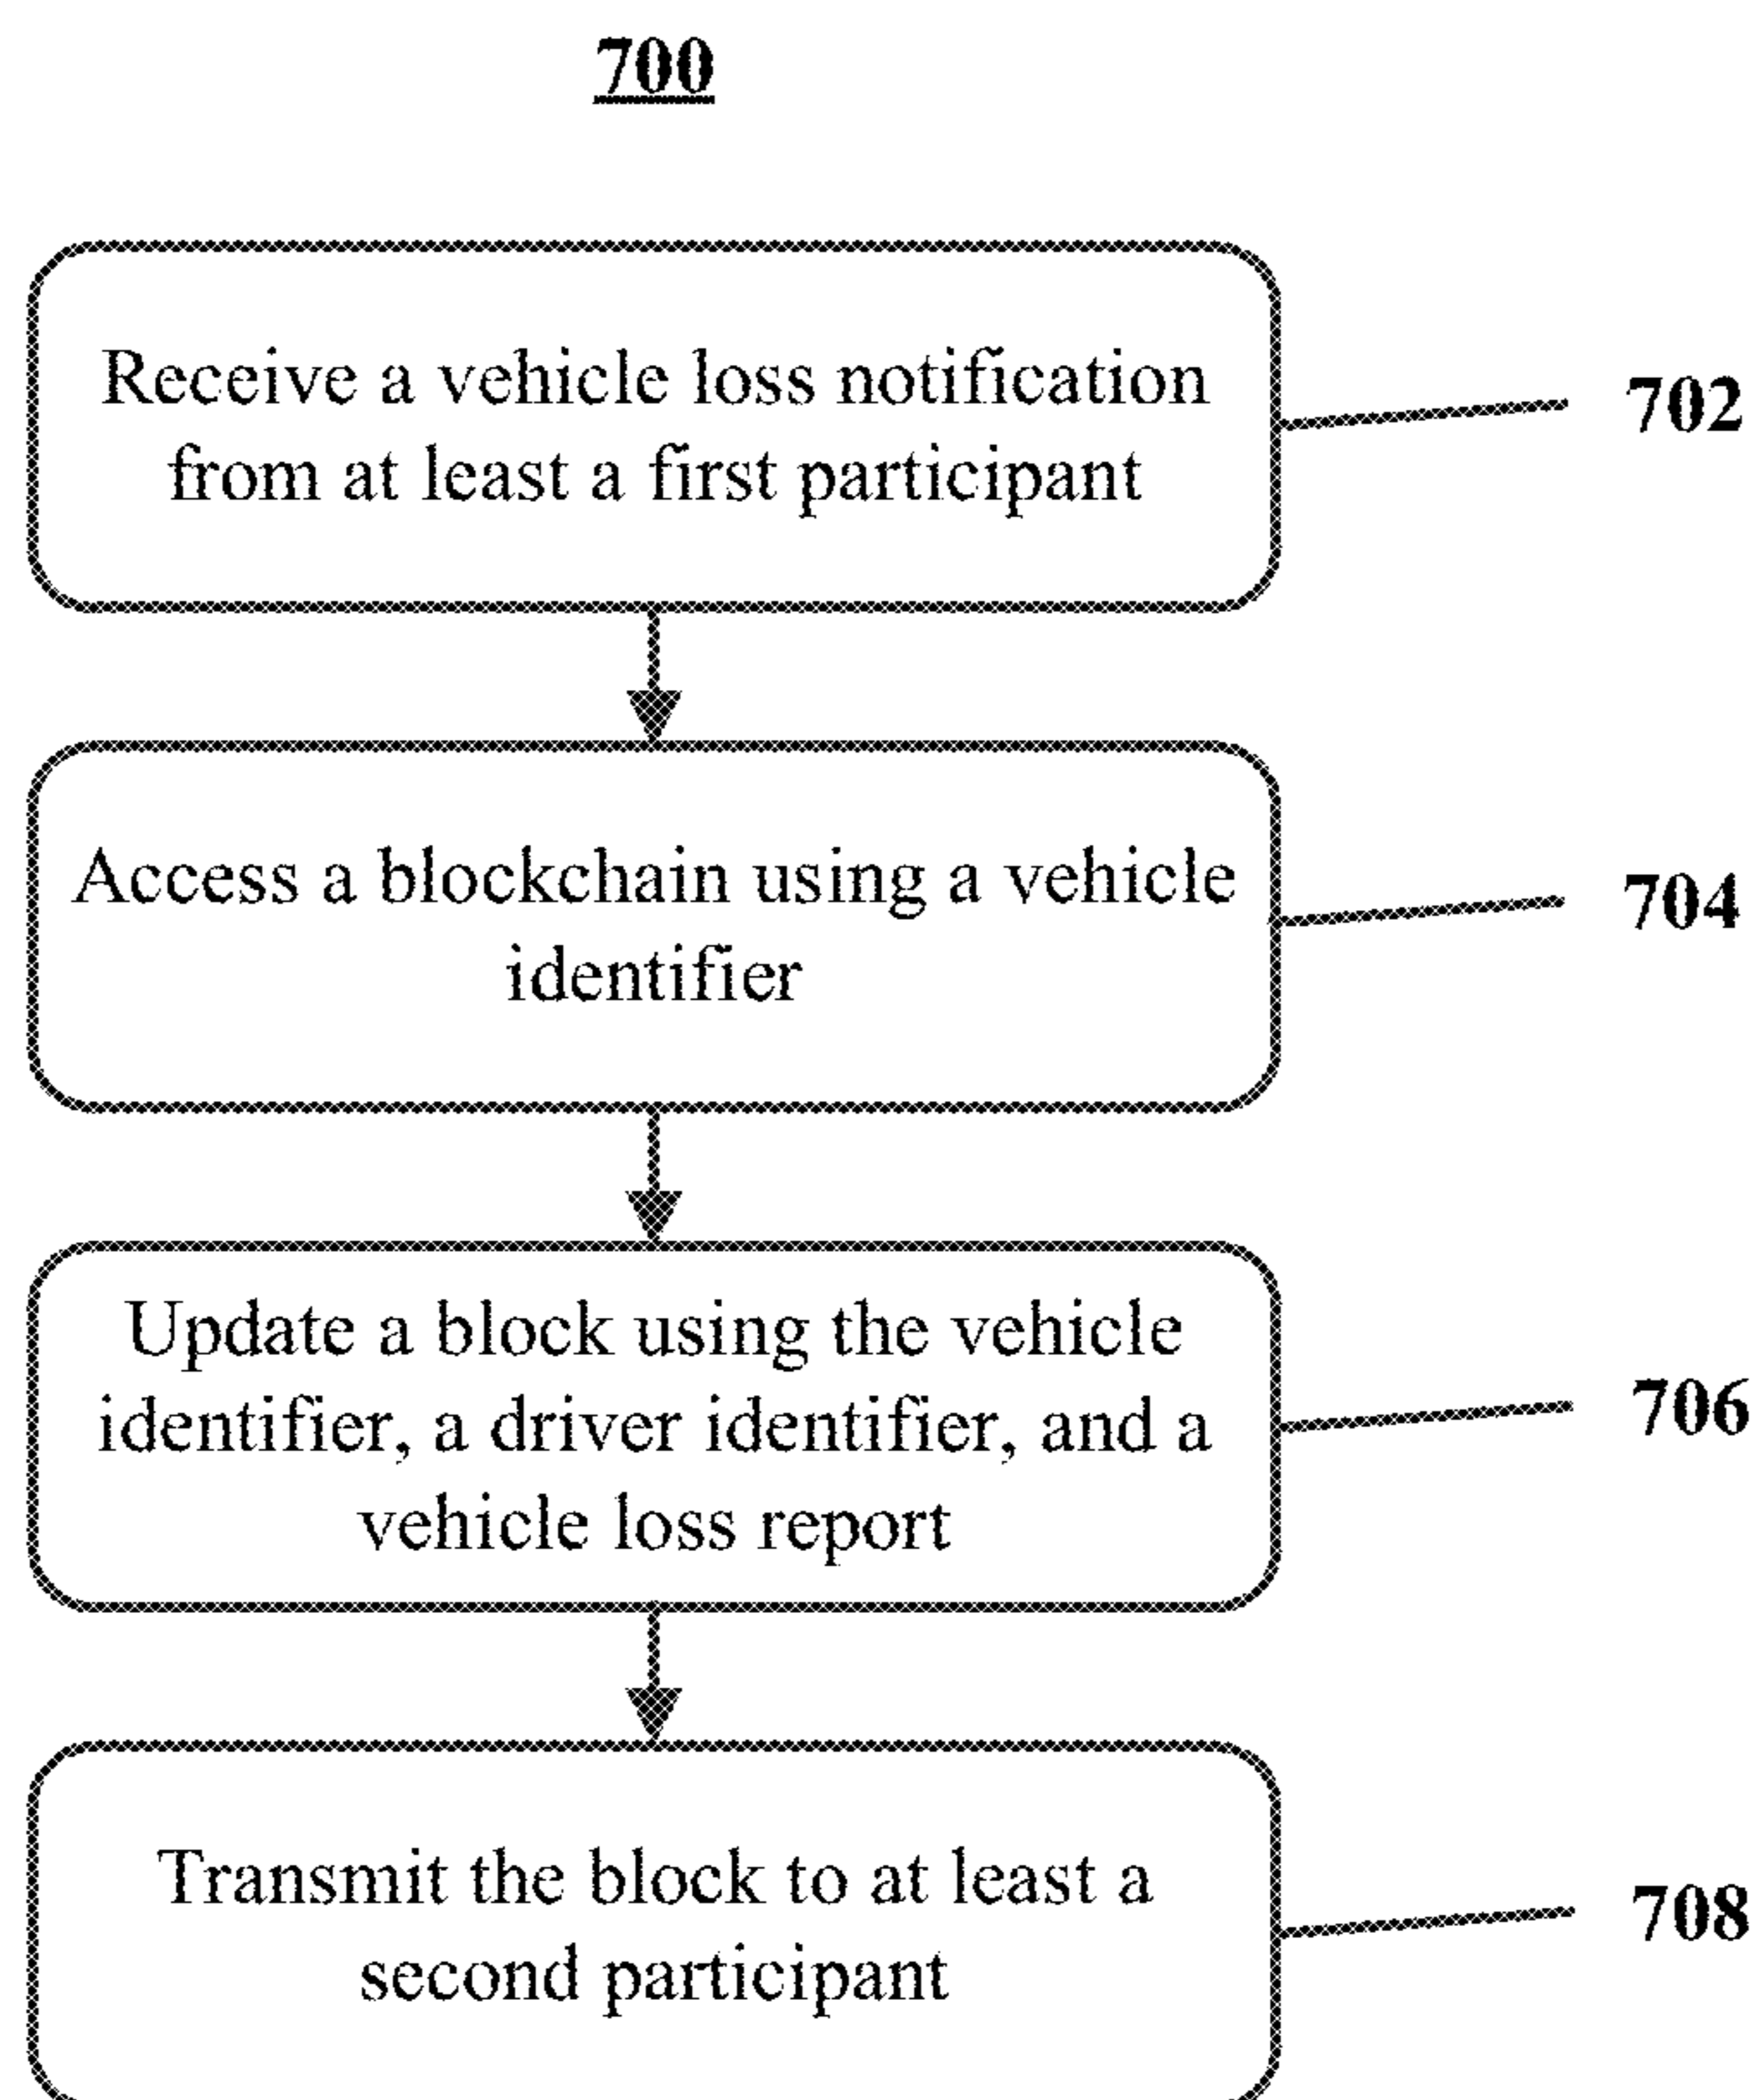 700
Receive a vehicle loss notification
from at least a first participant
702
Access a blockchain using a vehicle
identifier
704
Update a block using the vehicle
identifier, a driver identifier, and a
vehicle loss report
706
Transmit the block to at least a
second participant
708